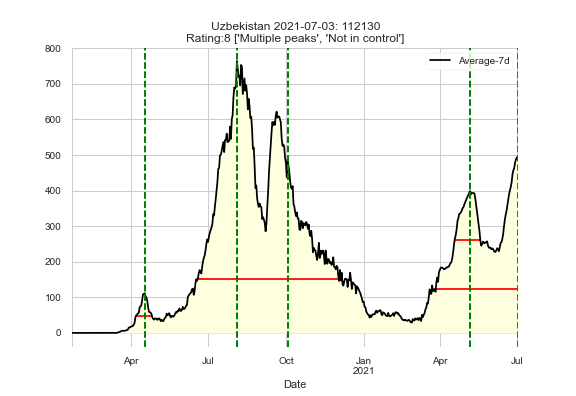 Uzbekistan 2021-07-03: 112130
Rating:8 ['Multiple peaks', 'Not in control']
800
Average-7d
700
600
500
400
300
200
100
0
Apr Jul Oct Jan Apr Jul
2021
Date